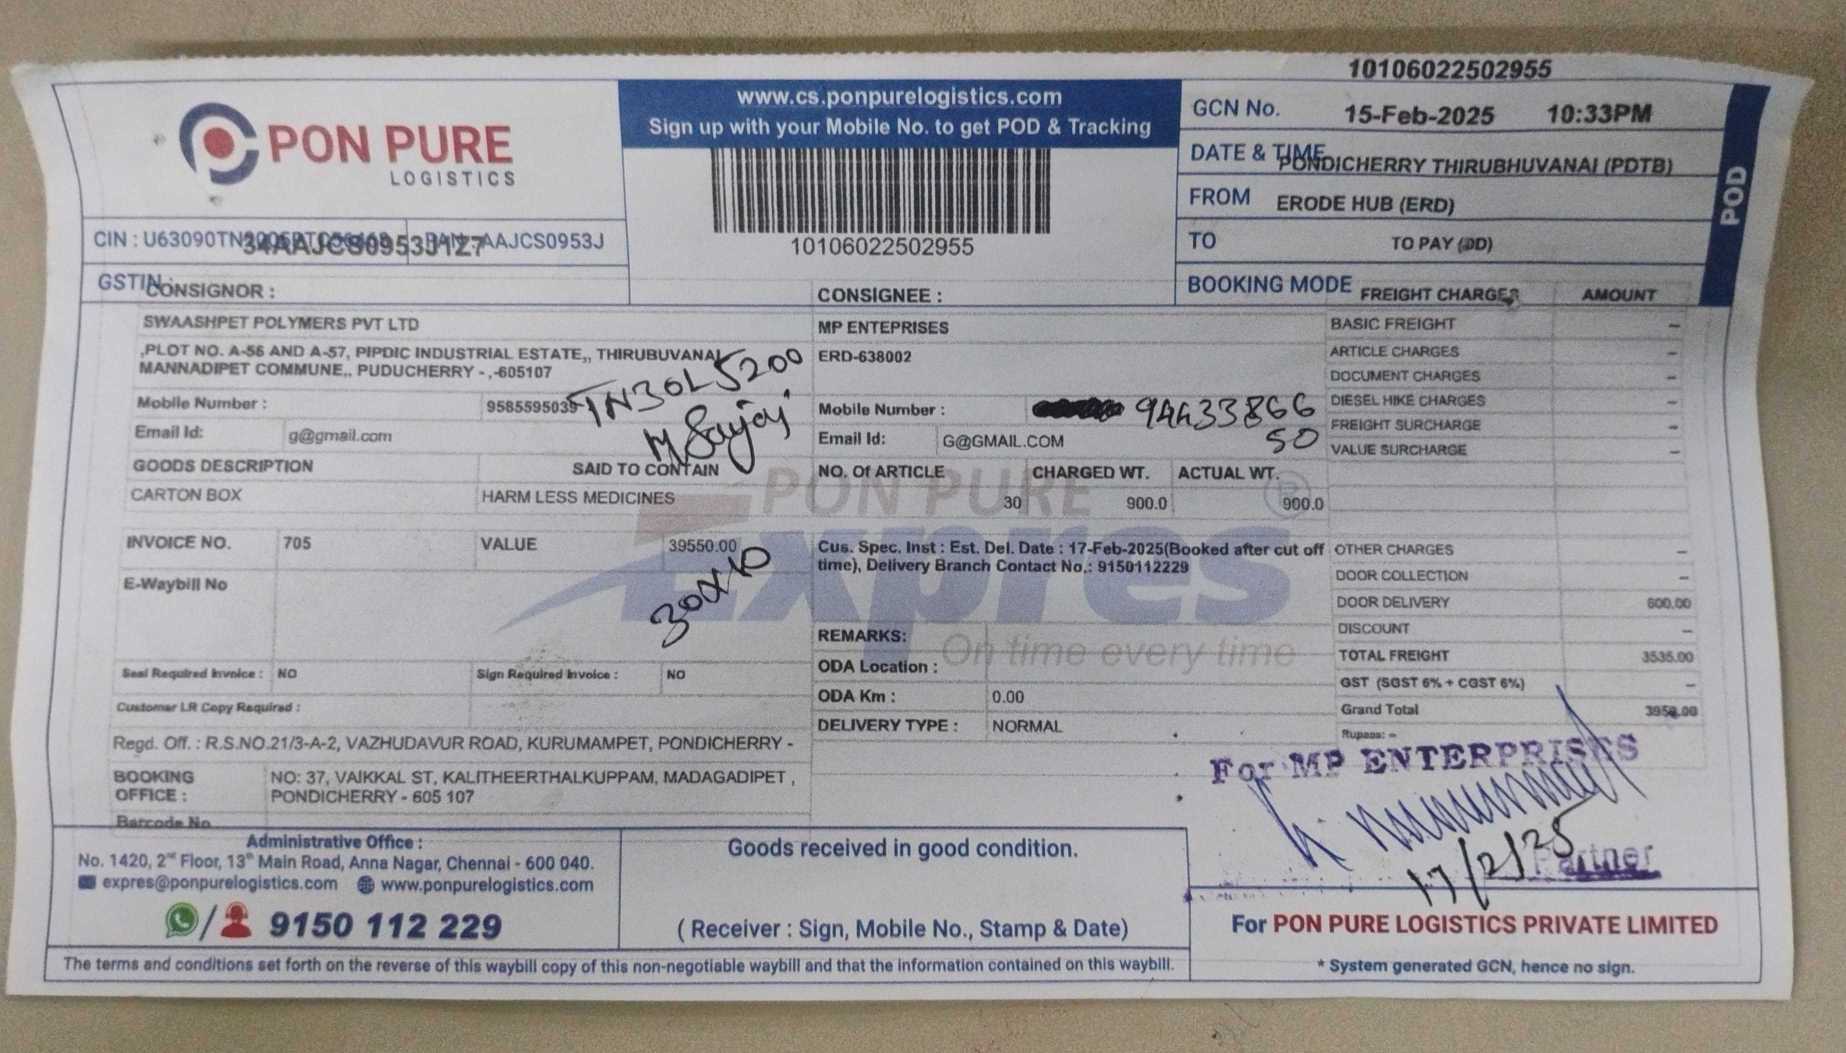 10106022502955
PON PURE
LOGISTICS
www.cs.ponpurelogistics.com
Sign up with your Mobile No. to get POD & Tracking
10106022502955
GCN No. 15-Feb-2025 10:33PM
DATE & TIME PONDICHERRY THIRUBHUVANAI (PDTB)
FROM ERODE HUB (ERD)
TO TO PAY (DD)
BOOKING MODE
POD
CIN : PAN : AAJCS0953J
34AAJCS0953J1Z7
GSTIN :
CONSIGNOR :
SWAASHPET POLYMERS PVT LTD
,PLOT NO. A-56 AND A-57, PIPDIC INDUSTRIAL ESTATE,, THIRUBUVANAI
MANNADIPET COMMUNE,, PUDUCHERRY - ,-605107
TN30L5200
Mobile Number : 9585595039
Email Id: g@gmail.com
GOODS DESCRIPTION SAID TO CONTAIN
CARTON BOX HARM LESS MEDICINES
INVOICE NO. 705 VALUE 39550.00
E-Waybill No
Seal Required Invoice : NO Sign Required Invoice : NO
Customer LR Copy Required :
Regd. Off. : R.S.NO.21/3-A-2, VAZHUDAVUR ROAD, KURUMAMPET, PONDICHERRY -
BOOKING OFFICE : NO: 37, VAIKKAL ST, KALITHEERTHALKUPPAM, MADAGADIPET ,
PONDICHERRY - 605 107
Barcode No
CONSIGNEE :
MP ENTEPRISES
ERD-638002
Mobile Number : 94433866
50
Email Id: G@GMAIL.COM
NO. Of ARTICLE CHARGED WT. ACTUAL WT.
30 900.0 900.0
PON PURE
Expres
On time every time
Cus. Spec. Inst : Est. Del. Date : 17-Feb-2025(Booked after cut off
time), Delivery Branch Contact No,: 9150112229
REMARKS:
ODA Location :
ODA Km : 0.00
DELIVERY TYPE : NORMAL
FREIGHT CHARGES AMOUNT
BASIC FREIGHT –
ARTICLE CHARGES –
DOCUMENT CHARGES –
DIESEL HIKE CHARGES –
FREIGHT SURCHARGE –
VALUE SURCHARGE –
OTHER CHARGES –
DOOR COLLECTION –
DOOR DELIVERY 600.00
DISCOUNT –
TOTAL FREIGHT 3535.00
GST (SGST 6% + CGST 6%) –
Grand Total
Rupees: –
For MP ENTERPRISES
17/2/25
Partner
Administrative Office :
No. 1420, 2nd Floor, 13th Main Road, Anna Nagar, Chennai - 600 040.
expres@ponpurelogistics.com www.ponpurelogistics.com
/ 9150 112 229
Goods received in good condition.
( Receiver : Sign, Mobile No., Stamp & Date)
For PON PURE LOGISTICS PRIVATE LIMITED
* System generated GCN, hence no sign.
The terms and conditions set forth on the reverse of this waybill copy of this non-negotiable waybill and that the information contained on this waybill.